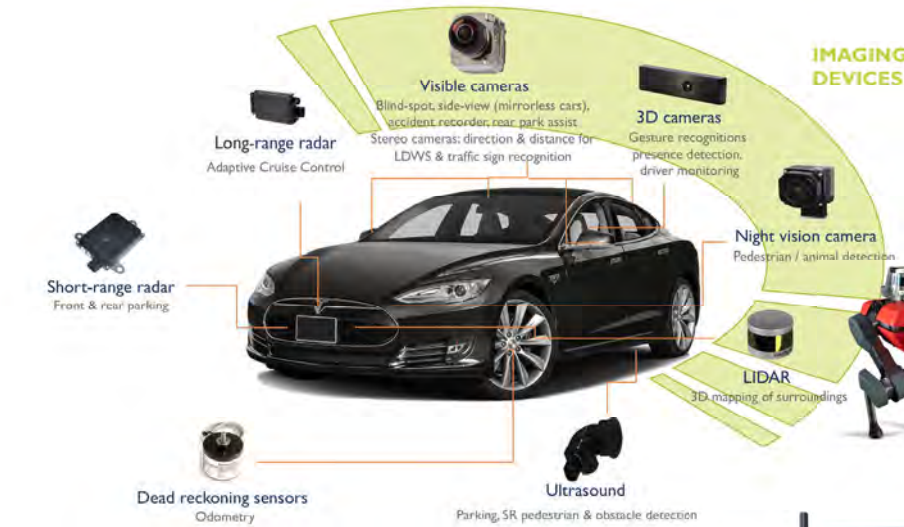 IMAGING
DEVICES
Visible cameras
Blind-spot, side-view (mirrorless cars),
accident recorder, rear park assist
Stereo cameras: direction & distance for
LDWS & traffic sign recognition
3D cameras
Gesture recognitions
presence detection,
driver monitoring
Long-range radar
Adaptive Cruise Control
Night vision camera
Pedestrian / animal detection
Short-range radar
Front & rear parking
LIDAR
3D mapping of surroundings
Dead reckoning sensors
Odometry
Ultrasound
Parking, SR pedestrian & obstacle detection